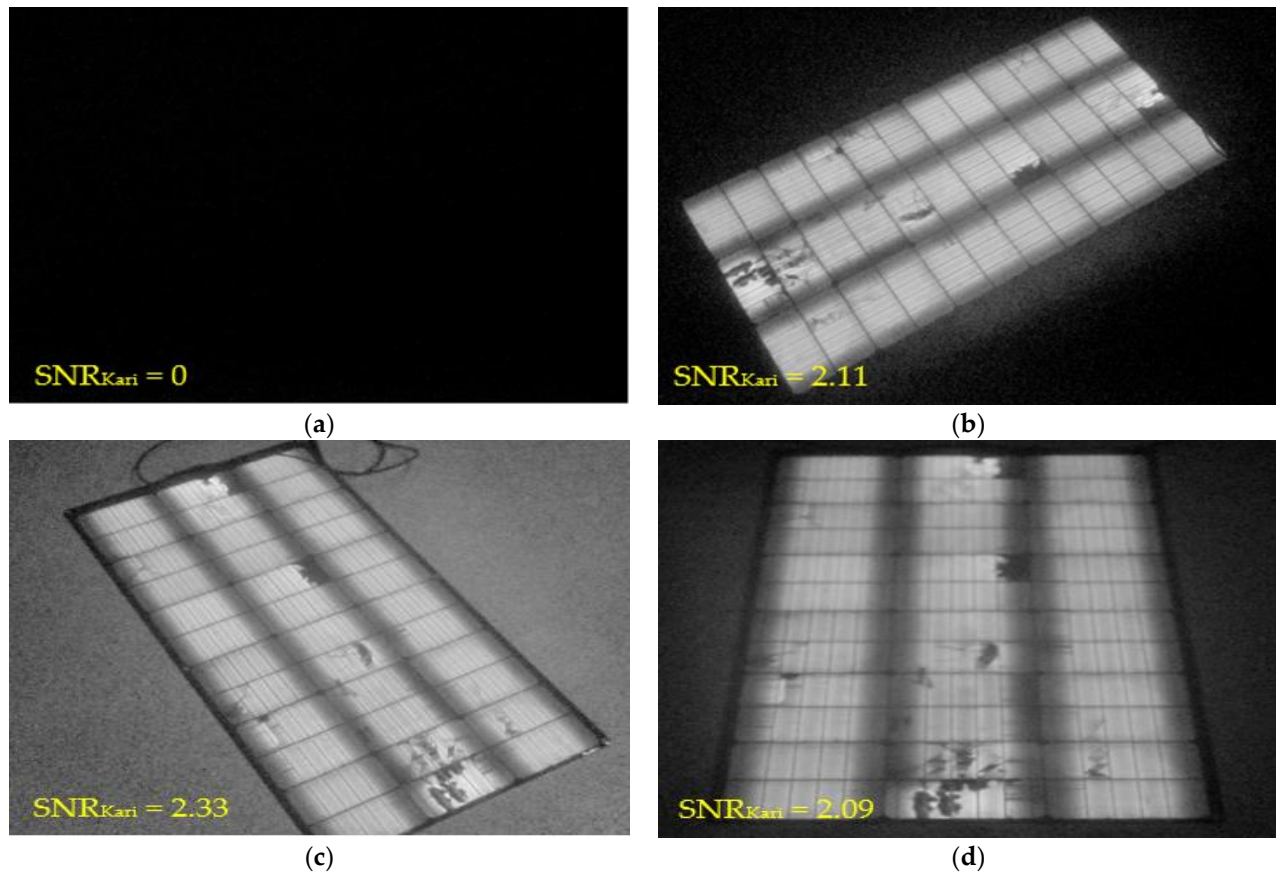 SNRKari = 0
(a)
SNRKari = 2.11
(b)
SNRKari = 2.33
(c)
SNRKari = 2.09
(d)